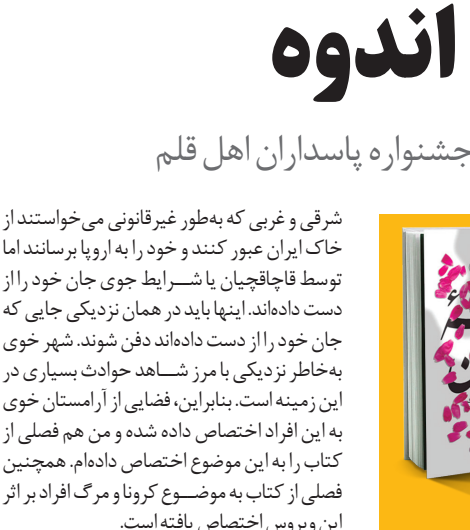 اندوه
جشنواره پاسداران اهل قلم
شرقی و غربی که به‌طور غیرقانونی می‌خواستند از
خاک ایران عبور کنند و خود را به اروپا برسانند اما
توسط قاچاقچیان یا شــرایط جوی جان خود را از
دست داده‌اند. اینها باید در همان نزدیکی جایی که
جان خود را از دست داده‌اند دفن شوند. شهر خوی
به‌خاطر نزدیکی با مرز شــاهد حوادث بسیاری در
این زمینه است. بنابراین، فضایی از آرامستان خوی
به این افراد اختصاص داده شده و من هم فصلی از
کتاب را به این موضوع اختصاص داده‌ام. همچنین
فصلی از کتاب به موضــوع کرونا و مرگ افراد بر اثر
این ویروس اختصاص یافته است.